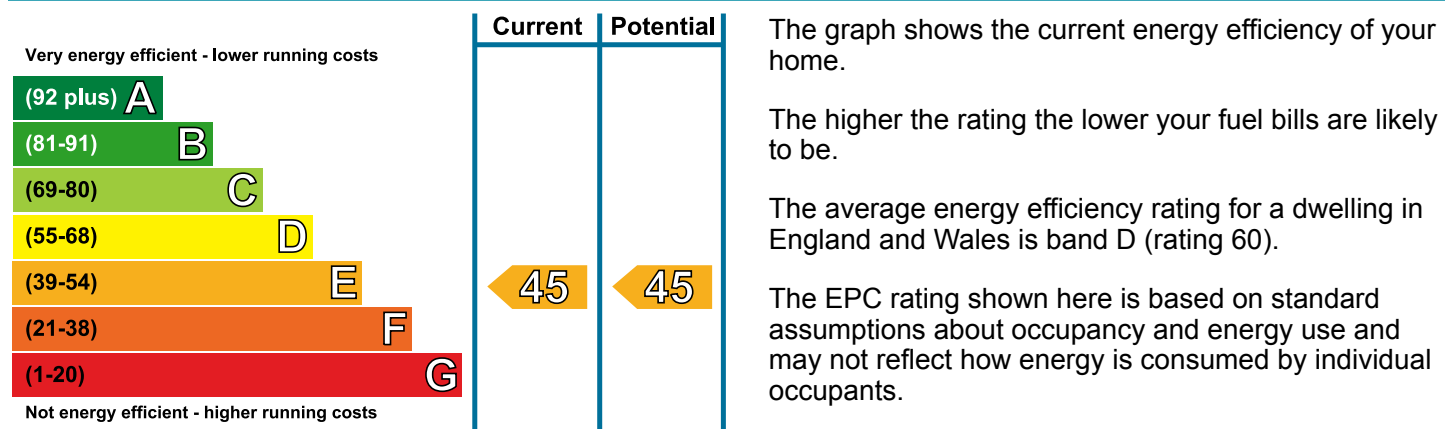 Current Potential
Very energy efficient - lower running costs
(92 plus) A
(81-91) B
(69-80) C
(55-68) D
(39-54) E
45 45
(21-38) F
(1-20) G
Not energy efficient - higher running costs
The graph shows the current energy efficiency of your
home.
The higher the rating the lower your fuel bills are likely
to be.
The average energy efficiency rating for a dwelling in
England and Wales is band D (rating 60).
The EPC rating shown here is based on standard
assumptions about occupancy and energy use and
may not reflect how energy is consumed by individual
occupants.